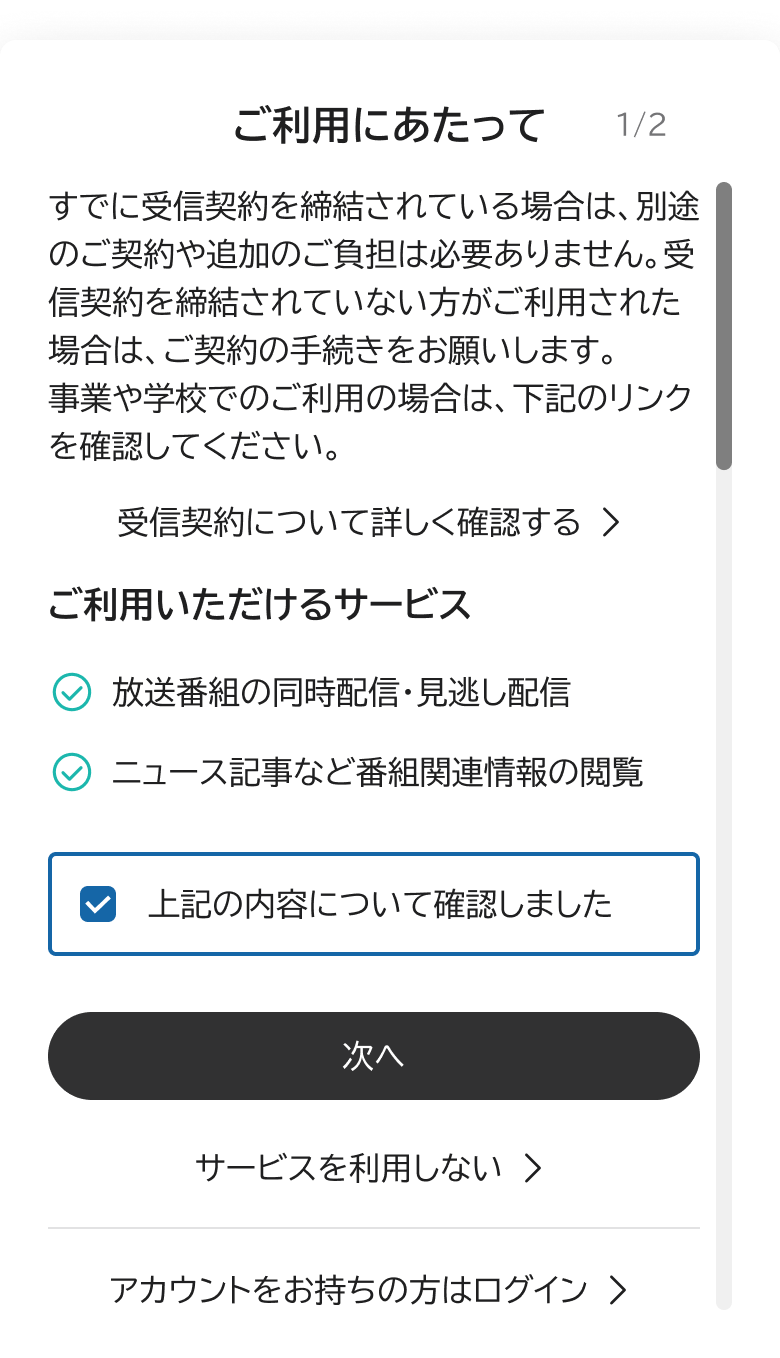 ご利用にあたって 1/2
すでに受信契約を締結されている場合は、別途
のご契約や追加のご負担は必要ありません。受
信契約を締結されていない方がご利用された
場合は、ご契約の手続きをお願いします。
事業や学校でのご利用の場合は、下記のリンク
を確認してください。
受信契約について詳しく確認する
ご利用いただけるサービス
放送番組の同時配信・見逃し配信
ニュース記事など番組関連情報の閲覧
上記の内容について確認しました
次へ
サービスを利用しない
アカウントをお持ちの方はログイン